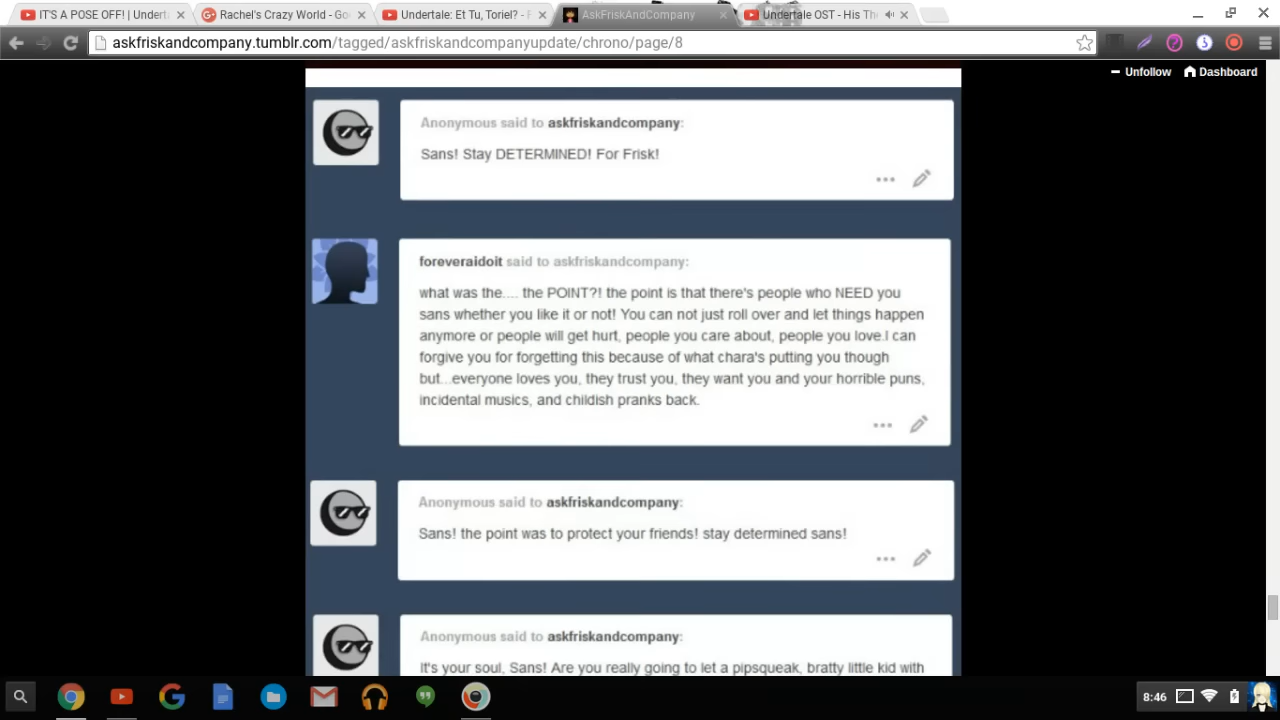 IT'S A POSE OFF! | Undert
Rachel's Crazy World - Go
Undertale: Et Tu, Toriel? - F
AskFriskAndCompany
Undertale OST - His The
askfriskandcompany.tumblr.com/tagged/askfriskandcompanyupdate/chrono/page/8
Unfollow
Dashboard
Anonymous said to askfriskandcompany:
Sans! Stay DETERMINED! For Frisk!
foreveraidoit said to askfriskandcompany:
what was the.... the POINT?! the point is that there's people who NEED you
sans whether you like it or not! You can not just roll over and let things happen
anymore or people will get hurt, people you care about, people you love.I can
forgive you for forgetting this because of what chara's putting you though
but...everyone loves you, they trust you, they want you and your horrible puns,
incidental musics, and childish pranks back.
Anonymous said to askfriskandcompany:
Sans! the point was to protect your friends! stay determined sans!
Anonymous said to askfriskandcompany:
It's your soul, Sans! Are you really going to let a pipsqueak, bratty little kid with
8:46